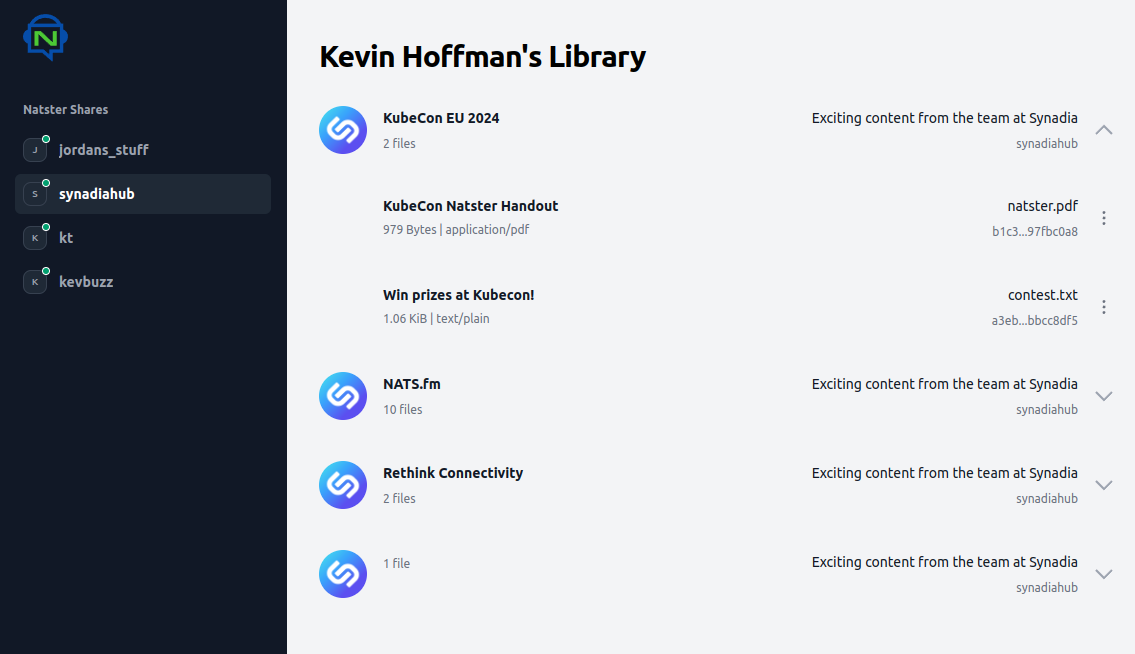 N
Natster Shares
J jordans_stuff
S synadiahub
K kt
K kevbuzz
Kevin Hoffman's Library
KubeCon EU 2024
Exciting content from the team at Synadia
2 files
synadiahub
KubeCon Natster Handout
natster.pdf
979 Bytes | application/pdf
b1c3...97fbc0a8
Win prizes at Kubecon!
contest.txt
1.06 KiB | text/plain
a3eb...bbcc8df5
NATS.fm
Exciting content from the team at Synadia
10 files
synadiahub
Rethink Connectivity
Exciting content from the team at Synadia
2 files
synadiahub
1 file
Exciting content from the team at Synadia
synadiahub